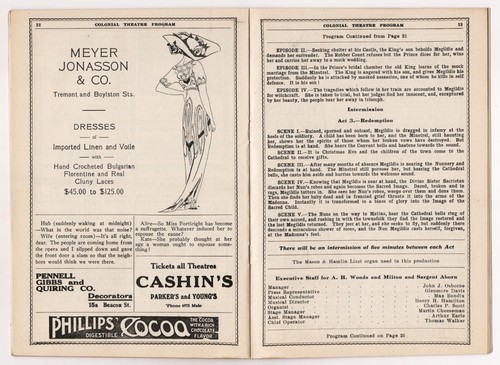 22 COLONIAL THEATRE PROGRAM
MEYER
JONASSON
& CO.
Tremont and Boylston Sts.
DRESSES
of
Imported Linen and Voile
with
Hand Crocheted Bulgarian
Florentine and Real
Cluny Laces
$45.00 to $125.00
Hub (suddenly waking at midnight)
—What in the world was that noise?
Wife (entering room)—It's all right,
dear. The people are coming home from
the opera and I slipped down and gave
the front door a slam so that the neigh-
bors would think we were there.
Alice—So Miss Fortright has become
a suffragette. Whatever induced her to
espouse the cause?
Kate—She probably thought at her
age a woman ought to espouse some-
thing!
PENNELL
GIBBS and
QUIRING CO.
Decorators
15a Beacon St.
Tickets all Theatres
CASHIN'S
PARKER'S and YOUNG'S
Phone Main
PHILLIPS' DIGESTIBLE COCOA THE COCOA
WITH A RICH
CHOCOLATE
FLAVOR
COLONIAL THEATRE PROGRAM 23
Program Continued from Page 21
EPISODE II.—Seeking shelter at his Castle, the King's son beholds Megildis and
demands her surrender. The Robber Count refuses but the Prince dices for her, wins
her and carries her away to a mock wedding.
EPISODE III.—In the Prince's bridal chamber the old King learns of the mock
marriage from the Minstrel. The King is agreed with his son, and gives Megildis his
protection. Suddenly he is attacked by masked assassins, one of whom he kills in self
defence. It is his son!
EPISODE IV.—The tragedies which follow in her train are accounted to Megildis
for witchcraft. She is taken to trial, but her judges find her innocent, and, enraptured
by her beauty, the people bear her away in triumph.
Intermission
Act 3.—Redemption
SCENE I.—Ruined, spurned and outcast, Megildis is dragged in infamy at the
heels of the soldiery. A child has been born to her, and the Minstrel, still haunting
her, shows her the spirits of those whom her broken vows have destroyed. But
Redemption is at hand. She hears the Convent bells and hastens towards the sound.
SCENE II.—It is Christmas Eve and the children of the town come to the
Cathedral to receive gifts.
SCENE III.—After many months of absence Megildis is nearing the Nunnery and
Redemption is at hand. The Minstrel still pursues her, but hearing the Cathedral
bells, she casts him aside and hurries towards the welcome sound.
SCENE IV.—Knowing that Megildis is near at hand, the Divine Sister Sacristan
discards her Nun's robes and again becomes the Sacred Image. Dazed, broken and in
rags, Megildis totters in. She sees her Nun's robes, weeps over them and dons them.
Then she finds her baby dead and in frenzied grief thrusts it into the arms of the
Madonna. Instantly it is transformed to a haze of glory into the Image of the
Sacred Child.
SCENE V.—The Nuns on the way to Matins, hear the Cathedral bells ring of
their own accord, and rushing in with the townsfolk they find the Image restored and
the lost Megildis returned. They jeer at her, and she seeks to fly, but suddenly there
descends a miraculous shower of roses, and the Nun Megildis casts herself, forgiven,
at the Madonna's feet.
There will be an intermission of five minutes between each Act
The Mason & Hamlin Liszt organ used in this production
Executive Staff for A. H. Woods and Milton and Sargent Aborn
Manager John J. Osborne
Press Representative Glenmore Davis
Musical Conductor Max Bendix
Musical Director Henry H. Hamilton
Organist Charles P. Scott
Stage Manager Martin Cheeseman
Asst. Stage Manager Arthur Earle
Chief Operator Thomas Walker
Program Continued on Page 25